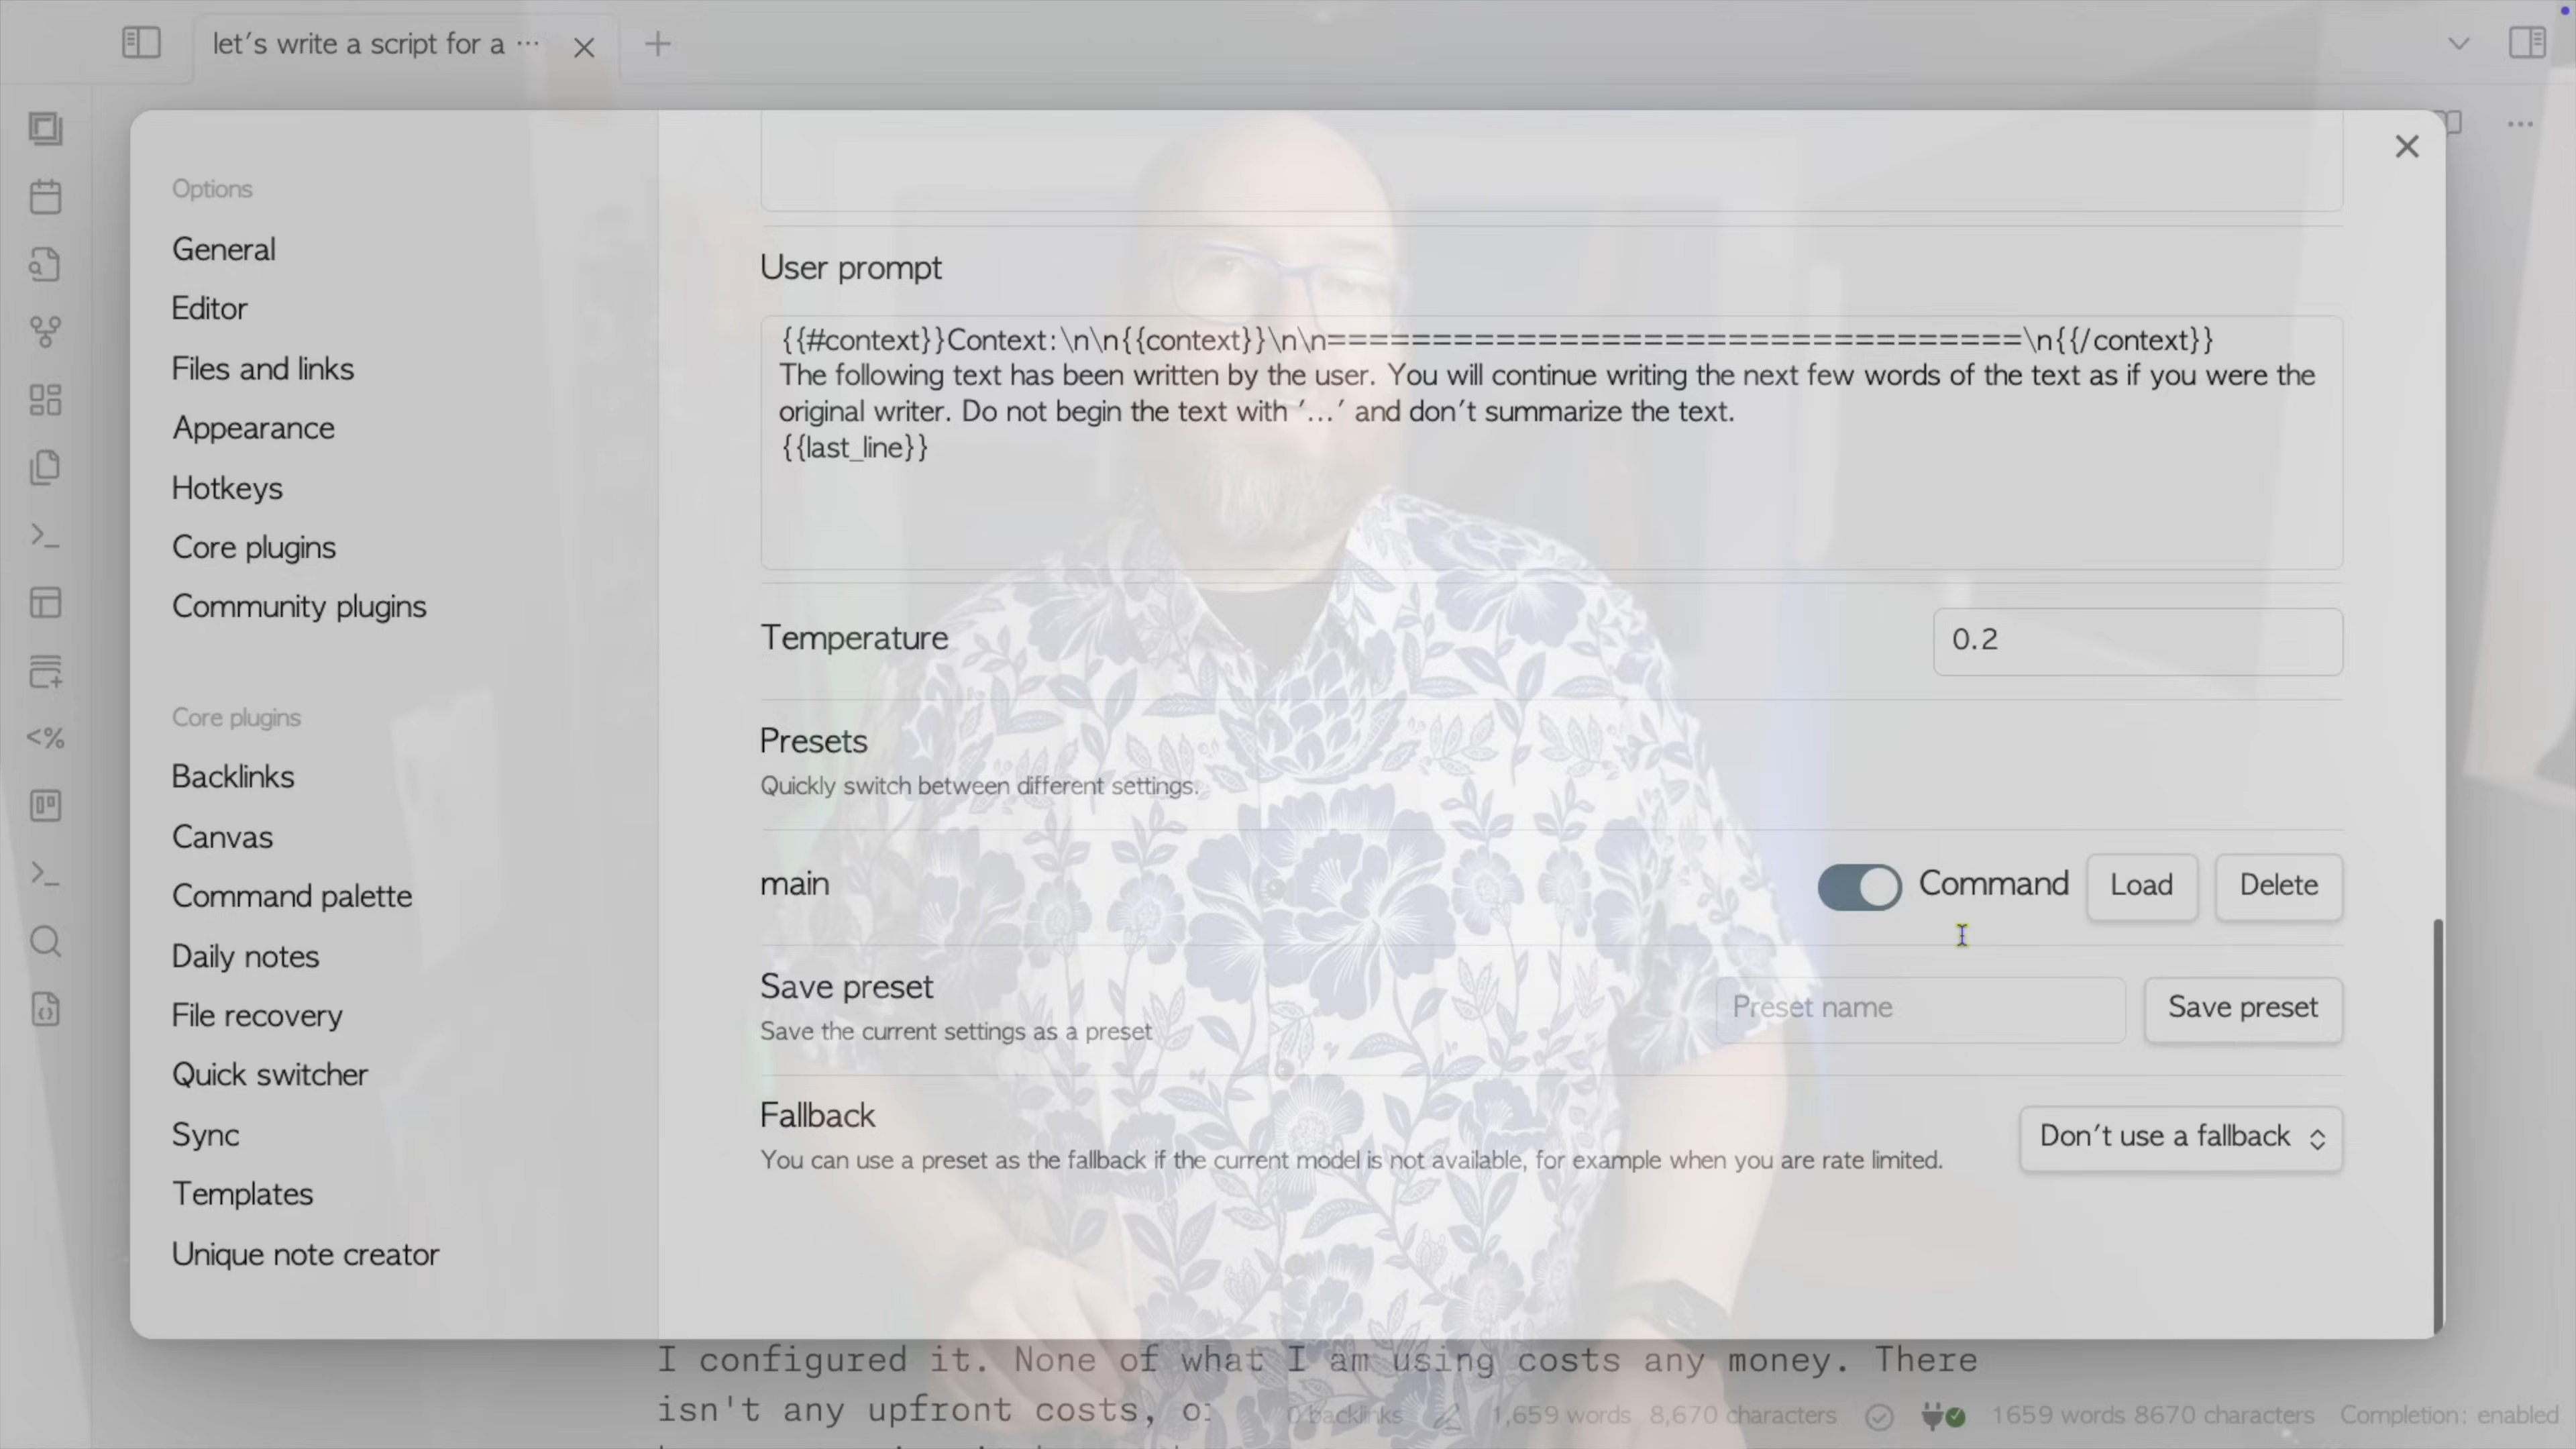 let's write a script for a ...
Options
General
Editor
Files and links
Appearance
Hotkeys
Core plugins
Community plugins
Core plugins
Backlinks
Canvas
Command palette
Daily notes
File recovery
Quick switcher
Sync
Templates
Unique note creator
User prompt
{{#context}}Context:\n\n{{context}}\n\n=================================\n{{/context}}
The following text has been written by the user. You will continue writing the next few words of the text as if you were the
original writer. Do not begin the text with '...' and don't summarize the text.
{{last_line}}
Temperature
0.2
Presets
Quickly switch between different settings.
main
Command
Load
Delete
Save preset
Save the current settings as a preset
Preset name
Save preset
Fallback
You can use a preset as the fallback if the current model is not available, for example when you are rate limited.
Don't use a fallback
I configured it. None of what I am using costs any money. There
isn't any upfront costs,
0 backlinks
1,659 words 8,670 characters
1659 words 8670 characters
Completion: enabled